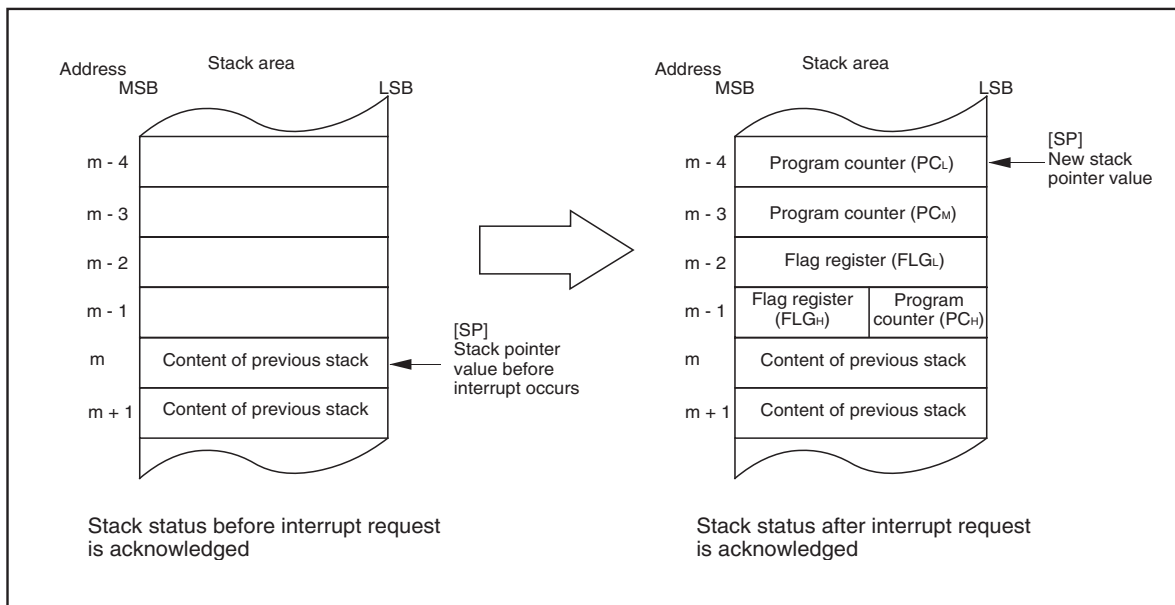 Address
MSB
Stack area
LSB
m - 4
m - 3
m - 2
m - 1
m
Content of previous stack
m + 1
Content of previous stack
[SP]
Stack pointer
value before
interrupt occurs
Stack status before interrupt request
is acknowledged
Address
MSB
Stack area
LSB
m - 4
Program counter (PCL)
[SP]
New stack
pointer value
m - 3
Program counter (PCM)
m - 2
Flag register (FLGL)
m - 1
Flag register
(FLGH)
Program
counter (PCH)
m
Content of previous stack
m + 1
Content of previous stack
Stack status after interrupt request
is acknowledged